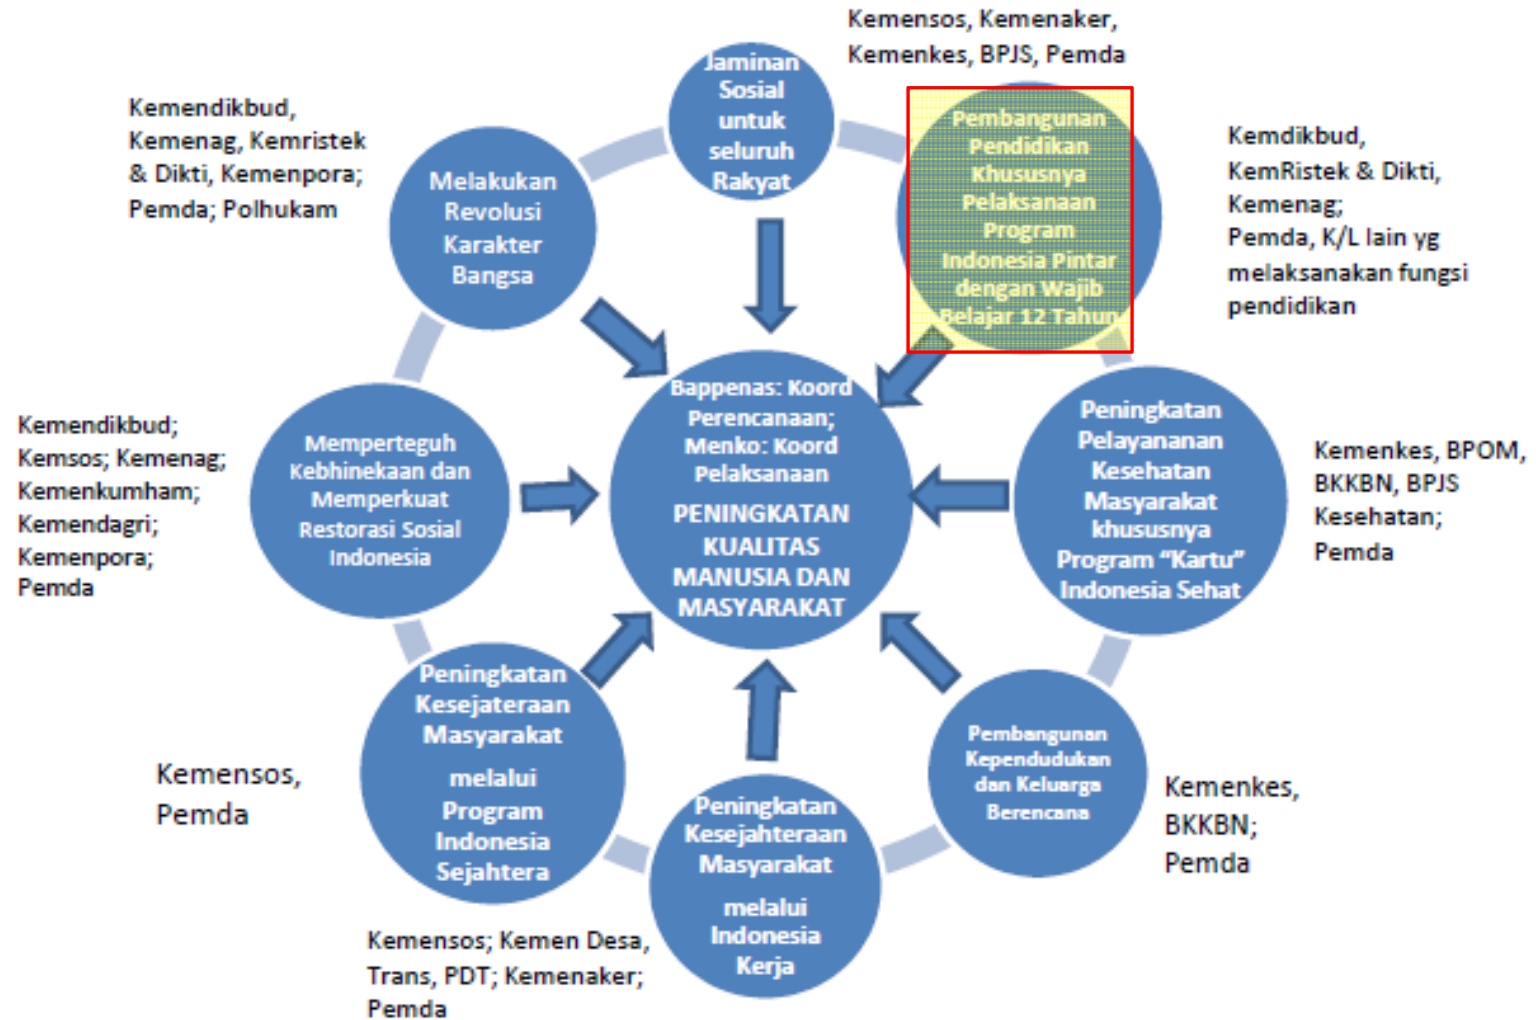 Kemensos, Kemenaker,
Kemenkes, BPJS, Pemda
Jaminan
Sosial
untuk
seluruh
Rakyat
Pembangunan
Pendidikan
Khususnya
Pelaksanaan
Program
Indonesia Pintar
dengan Wajib
Belajar 12 Tahun
Kemdikbud,
KemRistek & Dikti,
Kemenag;
Pemda, K/L lain yg
melaksanakan fungsi
pendidikan
Kemendikbud,
Kemenag, Kemristek
& Dikti, Kemenpora;
Pemda; Polhukam
Melakukan
Revolusi
Karakter
Bangsa
Bappenas: Koord
Perencanaan;
Menko: Koord
Pelaksanaan
PENINGKATAN
KUALITAS
MANUSIA DAN
MASYARAKAT
Peningkatan
Pelayananan
Kesehatan
Masyarakat
khususnya
Program “Kartu”
Indonesia Sehat
Kemenkes, BPOM,
BKKBN, BPJS
Kesehatan;
Pemda
Kemendikbud;
Kemsos; Kemenag;
Kemenkumham;
Kemendagri;
Kemenpora;
Pemda
Memperteguh
Kebhinekaan dan
Memperkuat
Restorasi Sosial
Indonesia
Peningkatan
Kesejateraan
Masyarakat
melalui
Program
Indonesia
Sejahtera
Kemensos,
Pemda
Peningkatan
Kesejahteraan
Masyarakat
melalui
Indonesia
Kerja
Kemensos; Kemen Desa,
Trans, PDT; Kemenaker;
Pemda
Pembangunan
Kependudukan
dan Keluarga
Berencana
Kemenkes,
BKKBN;
Pemda